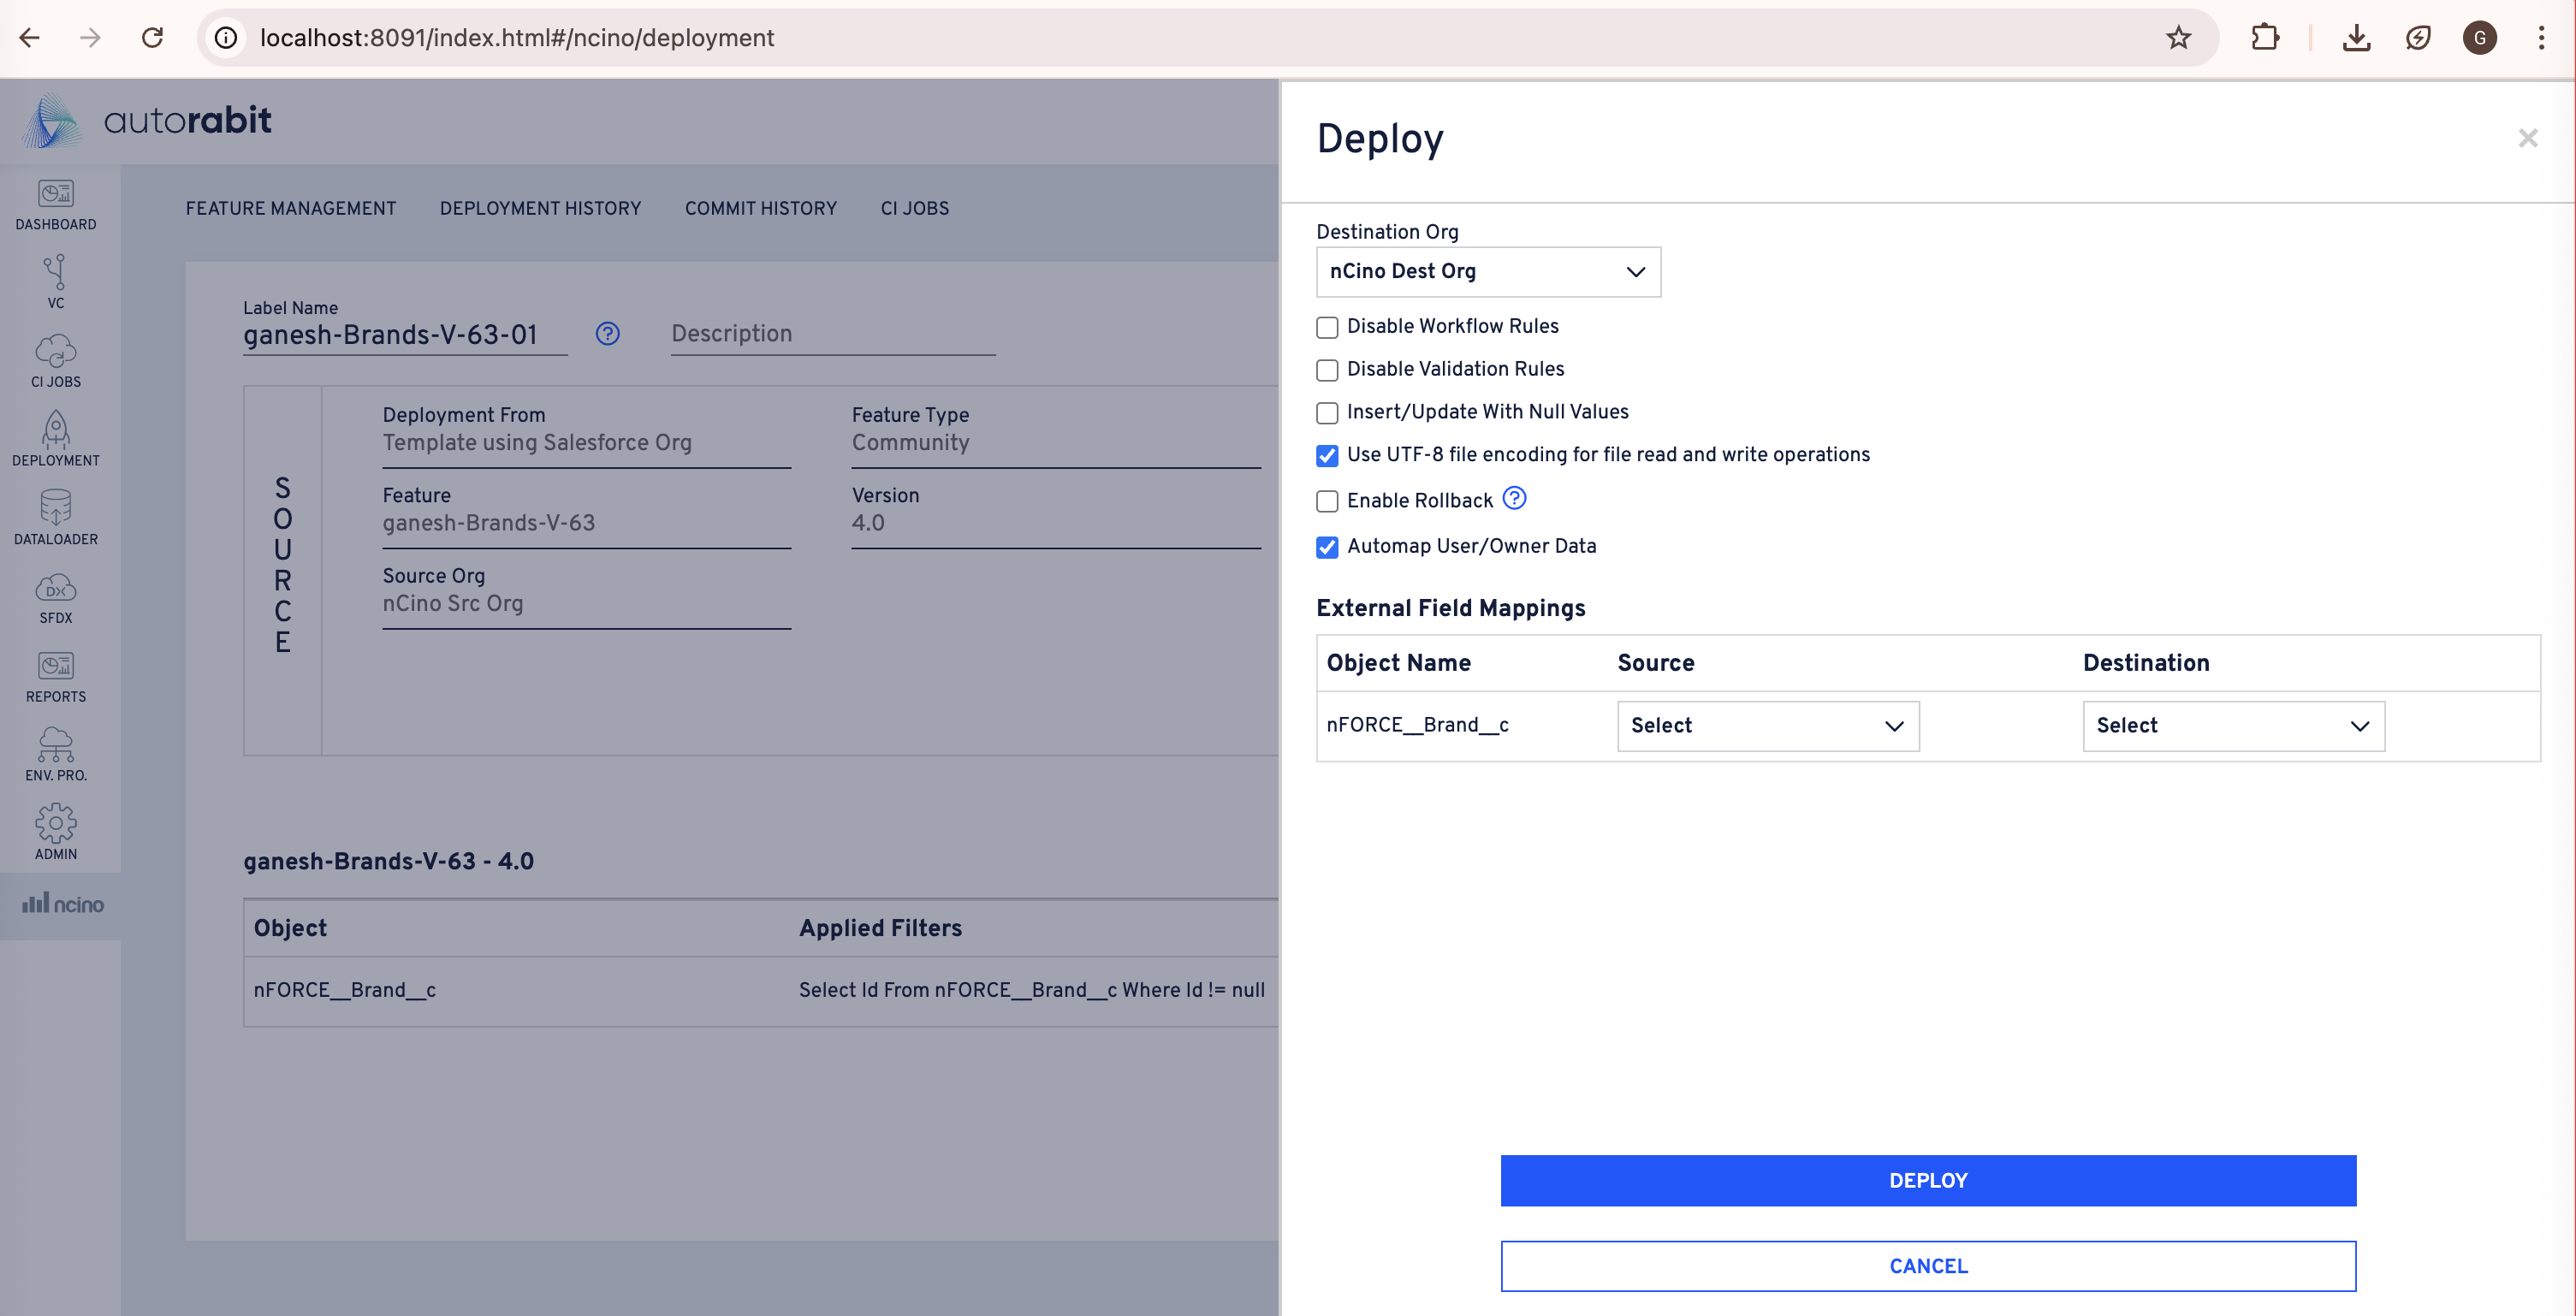 localhost:8091/index.html#/ncino/deployment
G
autorabit
DASHBOARD
VC
CI JOBS
DEPLOYMENT
DATALOADER
DX
SFDX
REPORTS
ENV. PRO.
ADMIN
ncino
FEATURE MANAGEMENT DEPLOYMENT HISTORY COMMIT HISTORY CI JOBS
Label Name
ganesh-Brands-V-63-01 ? Description
SOURCE
Deployment From Feature Type
Template using Salesforce Org Community
Feature Version
ganesh-Brands-V-63 4.0
Source Org
nCino Src Org
ganesh-Brands-V-63 - 4.0
Object Applied Filters
nFORCE__Brand__c Select Id From nFORCE__Brand__c Where Id != null
Deploy ×
Destination Org
nCino Dest Org
Disable Workflow Rules
Disable Validation Rules
Insert/Update With Null Values
Use UTF-8 file encoding for file read and write operations
Enable Rollback ?
Automap User/Owner Data
External Field Mappings
Object Name Source Destination
nFORCE__Brand__c Select Select
DEPLOY
CANCEL